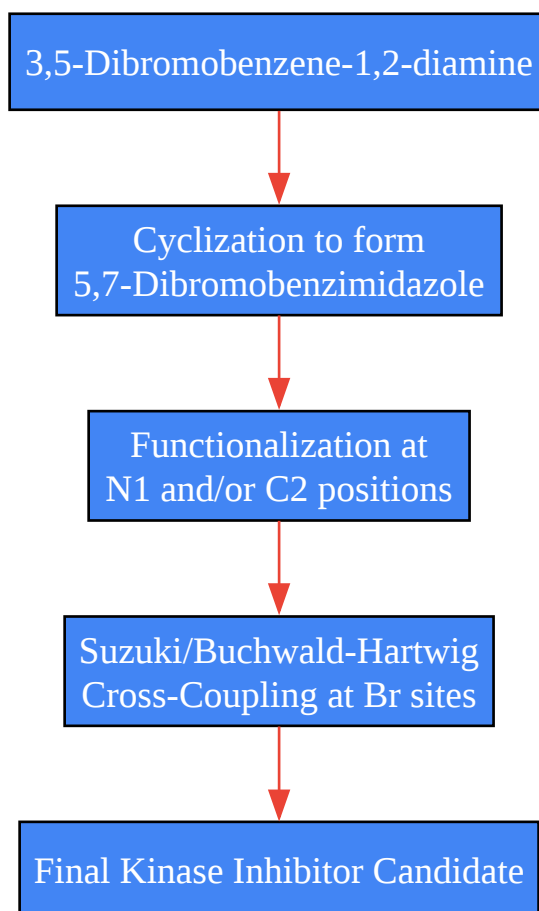 3,5-Dibromobenzene-1,2-diamine
Cyclization to form
5,7-Dibromobenzimidazole
Functionalization at
N1 and/or C2 positions
Suzuki/Buchwald-Hartwig
Cross-Coupling at Br sites
Final Kinase Inhibitor Candidate